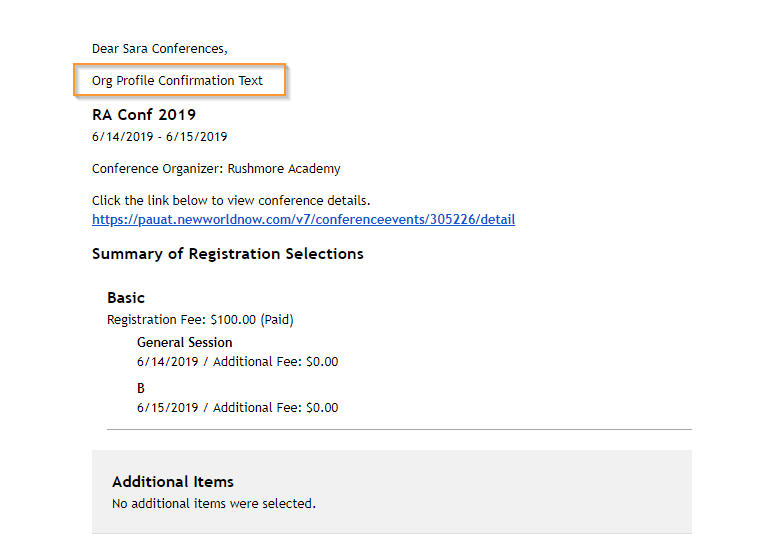 Dear Sara Conferences,
Org Profile Confirmation Text
RA Conf 2019
6/14/2019 - 6/15/2019
Conference Organizer: Rushmore Academy
Click the link below to view conference details.
https://pauat.newworldnow.com/v7/conferenceevents/305226/detail
Summary of Registration Selections
Basic
Registration Fee: $100.00 (Paid)
General Session
6/14/2019 / Additional Fee: $0.00
B
6/15/2019 / Additional Fee: $0.00
Additional Items
No additional items were selected.